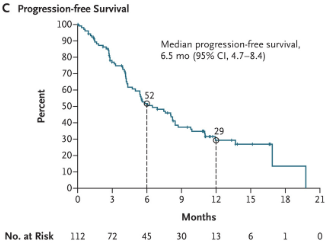 C Progression-free Survival
100
90
80
70
60
50
40
30
20
10
0
Percent
Median progression-free survival,
6.5 mo (95% CI, 4.7–8.4)
52
29
0 3 6 9 12 15 18 21
Months
No. at Risk 112 72 45 30 13 6 1 0